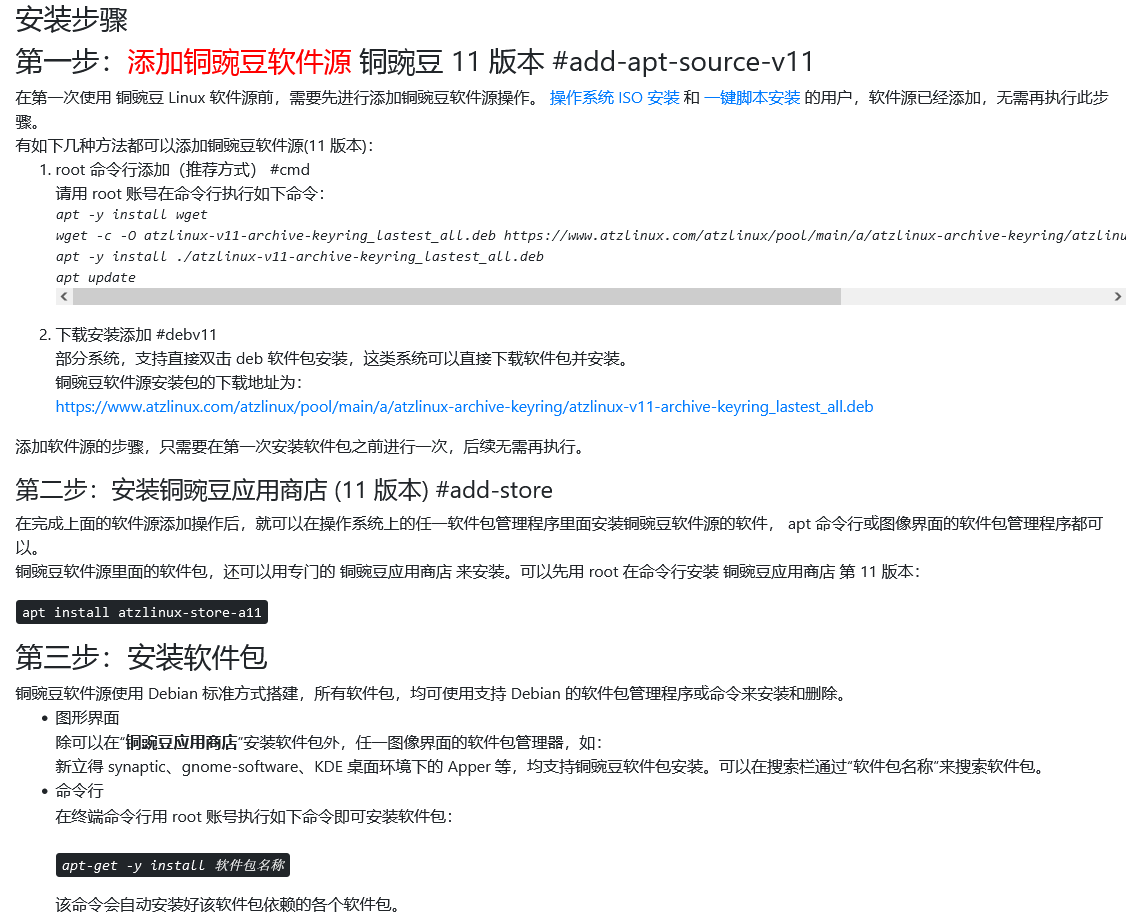 安装步骤
第一步：添加铜豌豆软件源 铜豌豆 11 版本 #add-apt-source-v11
在第一次使用 铜豌豆 Linux 软件源前，需要先进行添加铜豌豆软件源操作。 操作系统 ISO 安装 和 一键脚本安装 的用户，软件源已经添加，无需再执行此步
骤。
有如下几种方法都可以添加铜豌豆软件源(11 版本)：
1. root 命令行添加（推荐方式） #cmd
请用 root 账号在命令行执行如下命令：
apt -y install wget
wget -c -O atzlinux-v11-archive-keyring_lastest_all.deb https://www.atzlinux.com/atzlinux/pool/main/a/atzlinux-archive-keyring/atzlinu
apt -y install ./atzlinux-v11-archive-keyring_lastest_all.deb
apt update
2. 下载安装添加 #debv11
部分系统，支持直接双击 deb 软件包安装，这类系统可以直接下载软件包并安装。
铜豌豆软件源安装包的下载地址为：
https://www.atzlinux.com/atzlinux/pool/main/a/atzlinux-archive-keyring/atzlinux-v11-archive-keyring_lastest_all.deb
添加软件源的步骤，只需要在第一次安装软件包之前进行一次，后续无需再执行。
第二步：安装铜豌豆应用商店 (11 版本) #add-store
在完成上面的软件源添加操作后，就可以在操作系统上的任一软件包管理程序里面安装铜豌豆软件源的软件， apt 命令行或图像界面的软件包管理程序都可
以。
铜豌豆软件源里面的软件包，还可以用专门的 铜豌豆应用商店 来安装。可以先用 root 在命令行安装 铜豌豆应用商店 第 11 版本：
apt install atzlinux-store-a11
第三步：安装软件包
铜豌豆软件源使用 Debian 标准方式搭建，所有软件包，均可使用支持 Debian 的软件包管理程序或命令来安装和删除。
• 图形界面
除可以在“铜豌豆应用商店”安装软件包外，任一图像界面的软件包管理器，如：
新立得 synaptic、gnome-software、KDE 桌面环境下的 Apper 等，均支持铜豌豆软件包安装。可以在搜索栏通过“软件包名称”来搜索软件包。
• 命令行
在终端命令行用 root 账号执行如下命令即可安装软件包：
apt-get -y install 软件包名称
该命令会自动安装好该软件包依赖的各个软件包。